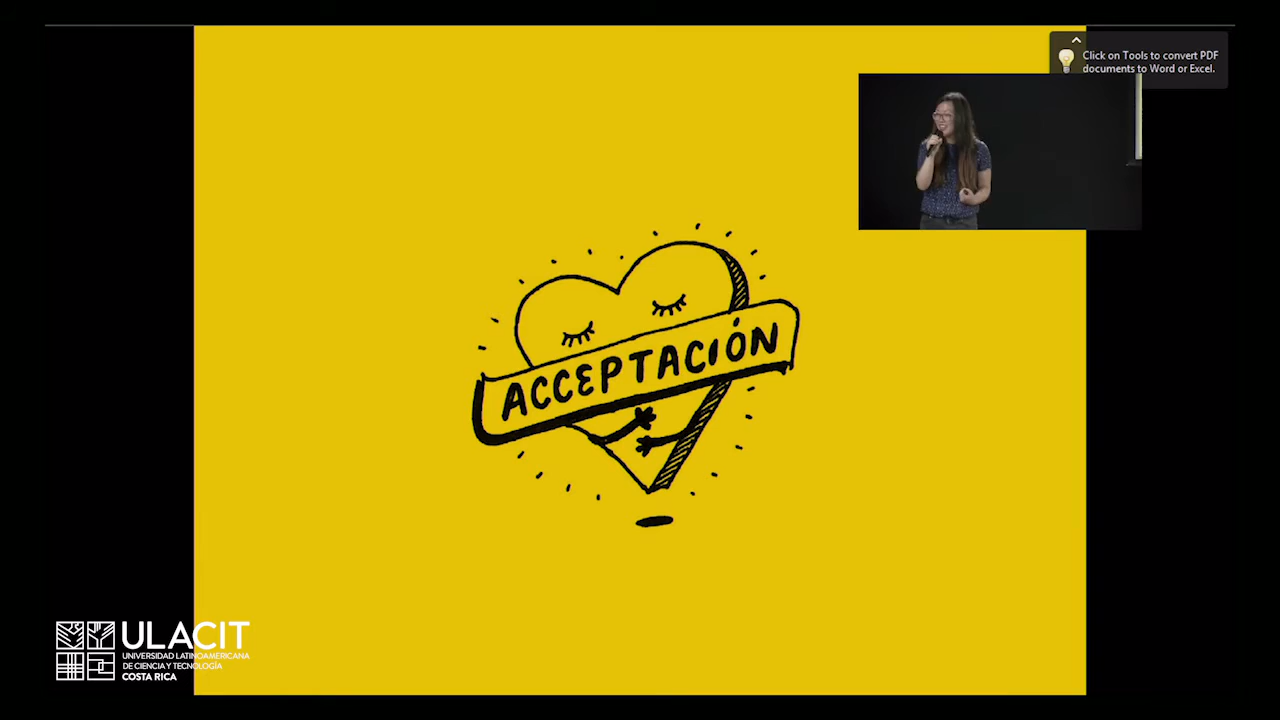 Click on Tools to convert PDF
documents to Word or Excel.
ACCEPTACIÓN
ULACIT
UNIVERSIDAD LATINOAMERICANA
DE CIENCIA Y TECNOLOGÍA
COSTA RICA